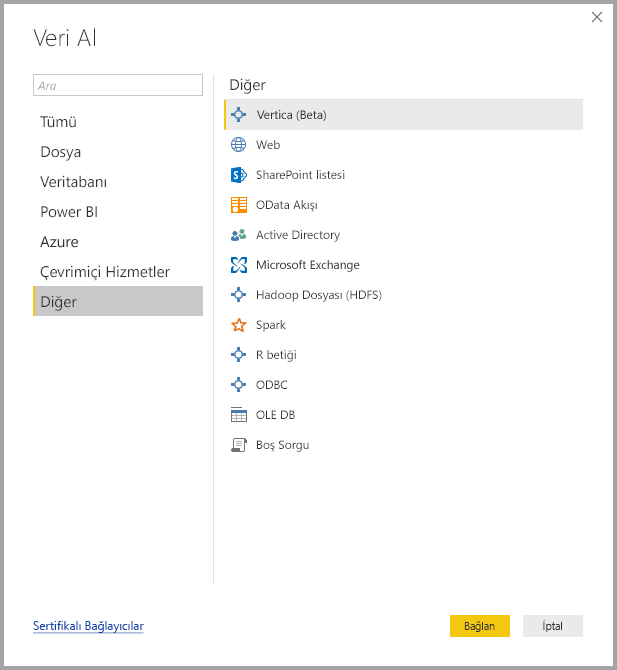 Veri Al
Ara
Tümü
Dosya
Veritabanı
Power BI
Azure
Çevrimiçi Hizmetler
Diğer
Diğer
Vertica (Beta)
Web
SharePoint listesi
OData Akışı
Active Directory
Microsoft Exchange
Hadoop Dosyası (HDFS)
Spark
R betiği
ODBC
OLE DB
Boş Sorgu
Sertifikalı Bağlayıcılar
Bağlan
İptal